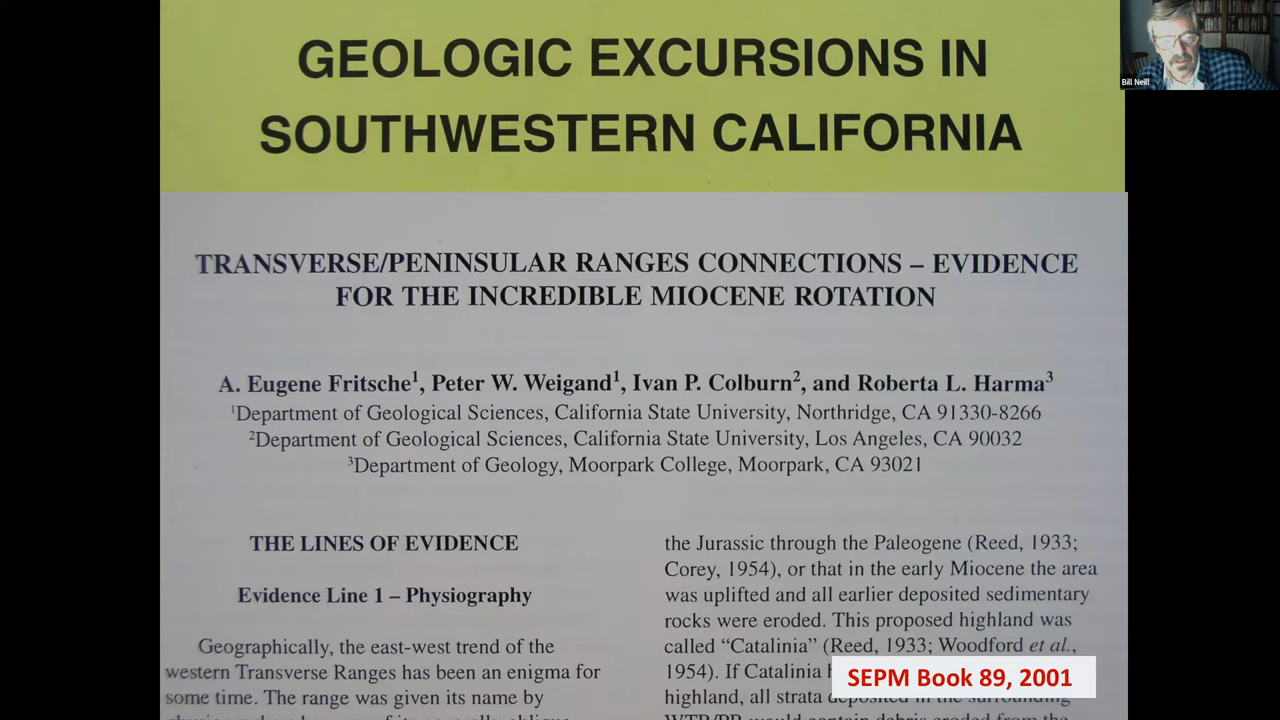 GEOLOGIC EXCURSIONS IN
SOUTHWESTERN CALIFORNIA
Bill Neill
TRANSVERSE/PENINSULAR RANGES CONNECTIONS – EVIDENCE
FOR THE INCREDIBLE MIOCENE ROTATION
A. Eugene Fritsche1, Peter W. Weigand1, Ivan P. Colburn2, and Roberta L. Harma3
1Department of Geological Sciences, California State University, Northridge, CA 91330-8266
2Department of Geological Sciences, California State University, Los Angeles, CA 90032
3Department of Geology, Moorpark College, Moorpark, CA 93021
THE LINES OF EVIDENCE
Evidence Line 1 – Physiography
Geographically, the east-west trend of the
western Transverse Ranges has been an enigma for
some time. The range was given its name by
the Jurassic through the Paleogene (Reed, 1933;
Corey, 1954), or that in the early Miocene the area
was uplifted and all earlier deposited sedimentary
rocks were eroded. This proposed highland was
called “Catalinia” (Reed, 1933; Woodford et al.,
1954). If Catalinia
highland, all strata deposited in the surrounding
SEPM Book 89, 2001